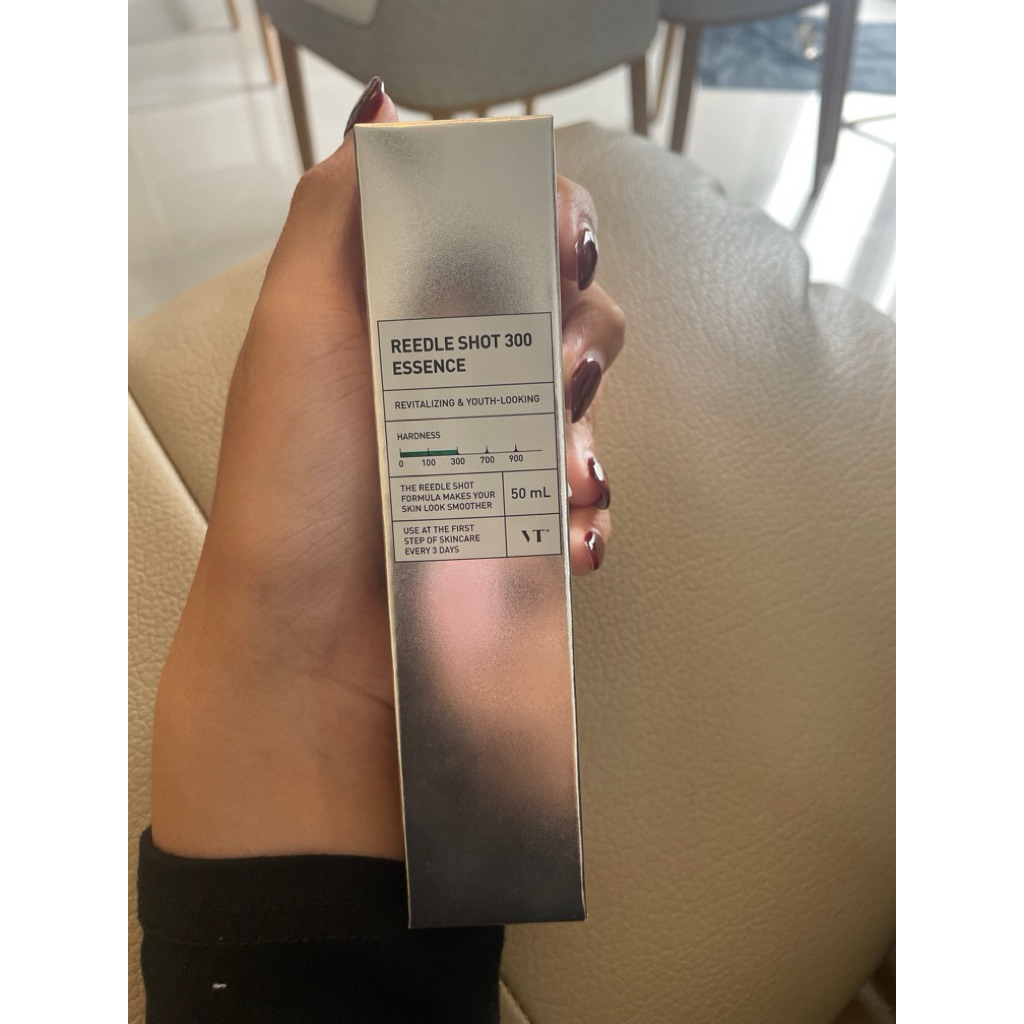 REEDLE SHOT 300
ESSENCE
REVITALIZING & YOUTH-LOOKING
HARDNESS
0 100 300 700 900
THE REEDLE SHOT
FORMULA MAKES YOUR
SKIN LOOK SMOOTHER
50 mL
USE AT THE FIRST
STEP OF SKINCARE
EVERY 3 DAYS
VT®